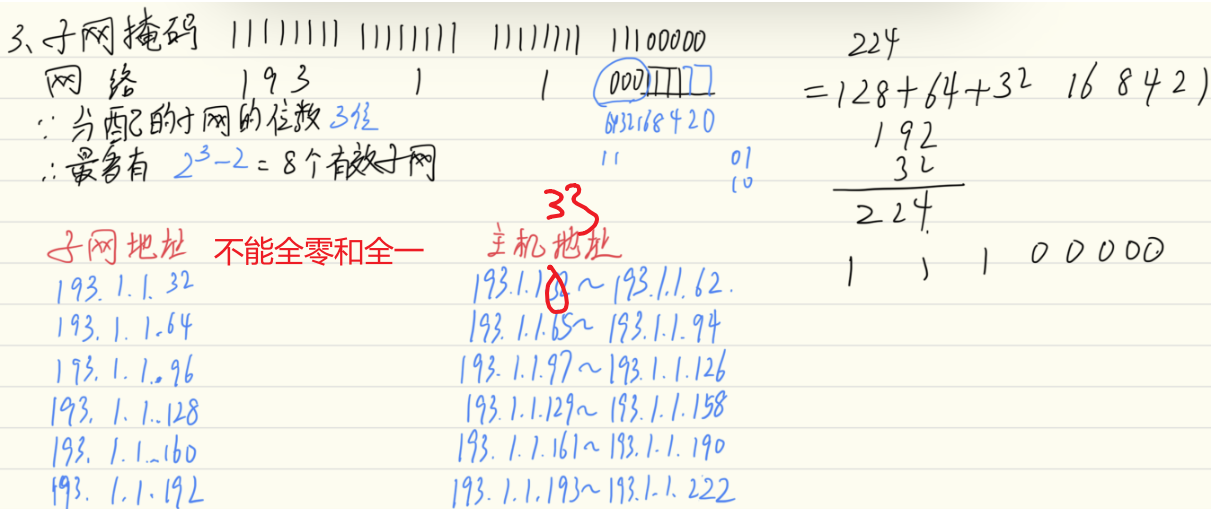 3、子网掩码 11111111 11111111 11111111 11100000
网络 193 1 1 000
∵ 分配的子网的位数 3位
6432168420
∴ 最多有 2³-2 = 8个有效子网
11 01
10
224
=128+64+32 16 8 4 2 1
192
32
224.
1 1 1 0 0 0 0 0
33
子网地址 不能全零和全一 主机地址
193.1.1.32 193.1.1.32~193.1.1.62.
193.1.1.64 193.1.1.65~193.1.1.94
193.1.1.96 193.1.1.97~193.1.1.126
193.1.1.128 193.1.1.129~193.1.1.158
193.1.1.160 193.1.1.161~193.1.1.190
193.1.1.192 193.1.1.193~193.1.1.222